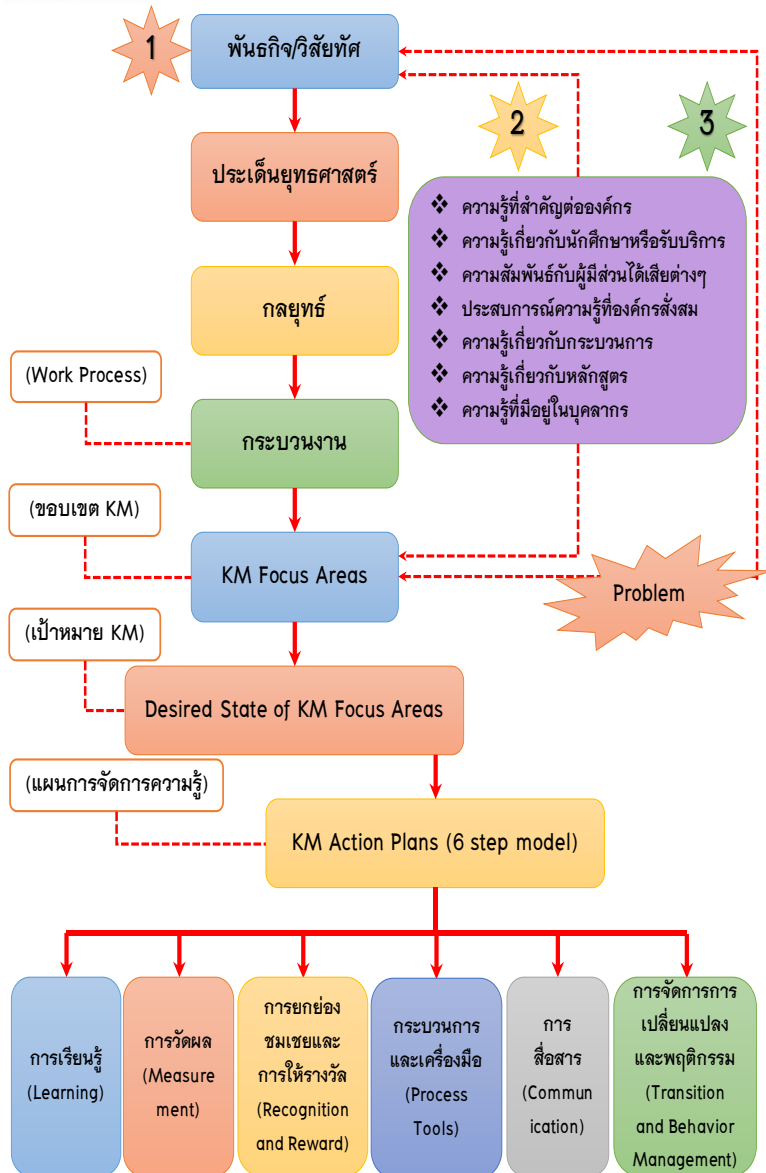 1
พันธกิจ/วิสัยทัศ
2
3
ประเด็นยุทธศาสตร์
❖ ความรู้ที่สำคัญต่อองค์กร
❖ ความรู้เกี่ยวกับนักศึกษาหรือรับบริการ
❖ ความสัมพันธ์กับผู้มีส่วนได้เสียต่างๆ
❖ ประสบการณ์ความรู้ที่องค์กรสั่งสม
❖ ความรู้เกี่ยวกับกระบวนการ
❖ ความรู้เกี่ยวกับหลักสูตร
❖ ความรู้ที่มีอยู่ในบุคลากร
กลยุทธ์
(Work Process)
กระบวนงาน
(ขอบเขต KM)
KM Focus Areas
Problem
(เป้าหมาย KM)
Desired State of KM Focus Areas
(แผนการจัดการความรู้)
KM Action Plans (6 step model)
การเรียนรู้
(Learning)
การวัดผล
(Measure
ment)
การยกย่อง
ชมเชยและ
การให้รางวัล
(Recognition
and Reward)
กระบวนการ
และเครื่องมือ
(Process
Tools)
การ
สื่อสาร
(Commun
ication)
การจัดการการ
เปลี่ยนแปลง
และพฤติกรรม
(Transition
and Behavior
Management)